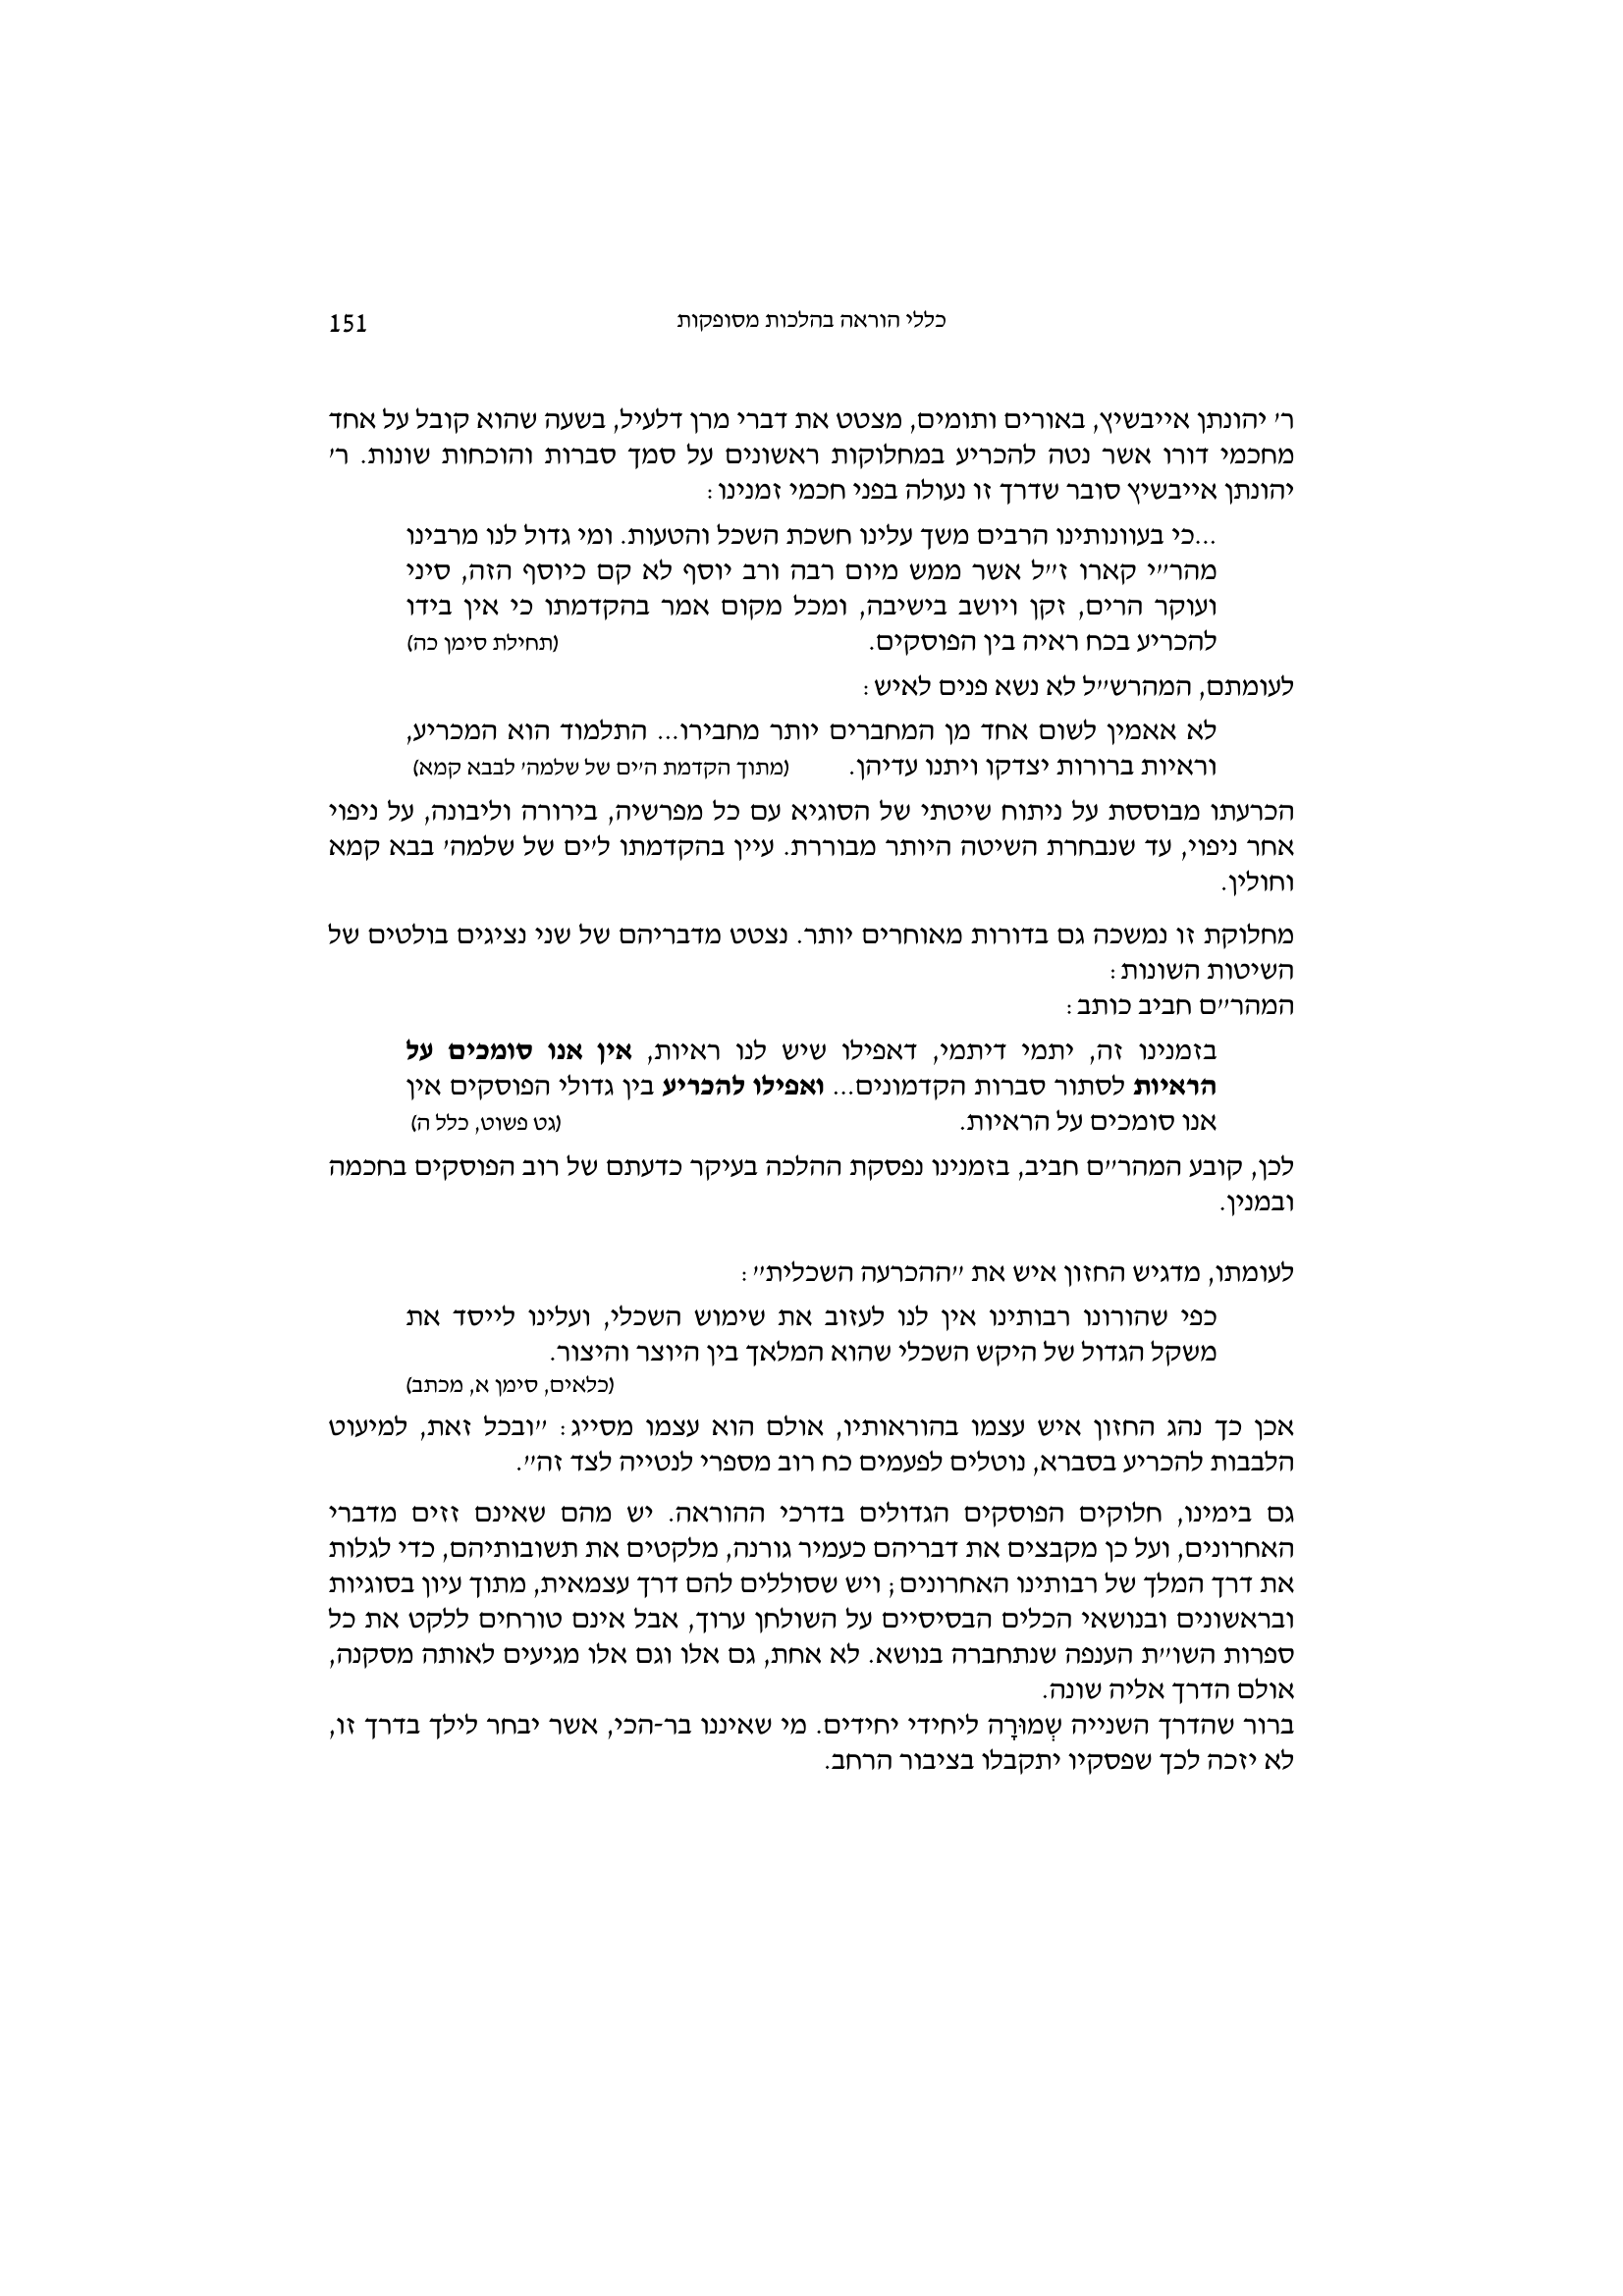 כללי הוראה בהלכות מסופקות 151
ר׳ יהונתן אייבשיץ, באורים ותומים, מצטט את דברי מרן דלעיל, בשעה שהוא קובל על אחד
מחכמי דורו אשר נטה להכריע במחלוקות ראשונים על סמך סברות והוכחות שונות. ר׳
יהונתן אייבשיץ סובר שדרך זו נעולה בפני חכמי זמנינו:
...כי בעוונותינו הרבים משך עלינו חשכת השכל והטעות. ומי גדול לנו מרבינו
מהר״י קארו ז״ל אשר ממש מיום רבה ורב יוסף לא קם כיוסף הזה, סיני
ועוקר הרים, זקן ויושב בישיבה, ומכל מקום אמר בהקדמתו כי אין בידו
להכריע בכח ראיה בין הפוסקים. (תחילת סימן כה)
לעומתם, המהרש״ל לא נשא פנים לאיש:
לא אאמין לשום אחד מן המחברים יותר מחבירו... התלמוד הוא המכריע,
וראיות ברורות יצדקו ויתנו עדיהן. (מתוך הקדמת ה׳ים של שלמה׳ לבבא קמא)
הכרעתו מבוססת על ניתוח שיטתי של הסוגיא עם כל מפרשיה, בירורה וליבונה, על ניפוי
אחר ניפוי, עד שנבחרת השיטה היותר מבוררת. עיין בהקדמתו ל׳ים של שלמה׳ בבא קמא
וחולין.
מחלוקת זו נמשכה גם בדורות מאוחרים יותר. נצטט מדבריהם של שני נציגים בולטים של
השיטות השונות:
המהר״ם חביב כותב:
בזמנינו זה, יתמי דיתמי, דאפילו שיש לנו ראיות, אין אנו סומכים על
הראיות לסתור סברות הקדמונים... ואפילו להכריע בין גדולי הפוסקים אין
אנו סומכים על הראיות. (גט פשוט, כלל ה)
לכן, קובע המהר״ם חביב, בזמנינו נפסקת ההלכה בעיקר כדעתם של רוב הפוסקים בחכמה
ובמנין.
לעומתו, מדגיש החזון איש את ״ההכרעה השכלית״:
כפי שהורונו רבותינו אין לנו לעזוב את שימוש השכלי, ועלינו לייסד את
משקל הגדול של היקש השכלי שהוא המלאך בין היוצר והיצור.
(כלאים, סימן א, מכתב)
אכן כך נהג החזון איש עצמו בהוראותיו, אולם הוא עצמו מסייג: ״ובכל זאת, למיעוט
הלבבות להכריע בסברא, נוטלים לפעמים כח רוב מספרי לנטייה לצד זה״.
גם בימינו, חלוקים הפוסקים הגדולים בדרכי ההוראה. יש מהם שאינם זזים מדברי
האחרונים, ועל כן מקבצים את דבריהם כעמיר גורנה, מלקטים את תשובותיהם, כדי לגלות
את דרך המלך של רבותינו האחרונים; ויש שסוללים להם דרך עצמאית, מתוך עיון בסוגיות
ובראשונים ובנושאי הכלים הבסיסיים על השולחן ערוך, אבל אינם טורחים ללקט את כל
ספרות השו״ת הענפה שנתחברה בנושא. לא אחת, גם אלו וגם אלו מגיעים לאותה מסקנה,
אולם הדרך אליה שונה.
ברור שהדרך השנייה שְמוּרָה ליחידי יחידים. מי שאיננו בר-הכי, אשר יבחר לילך בדרך זו,
לא יזכה לכך שפסקיו יתקבלו בציבור הרחב.